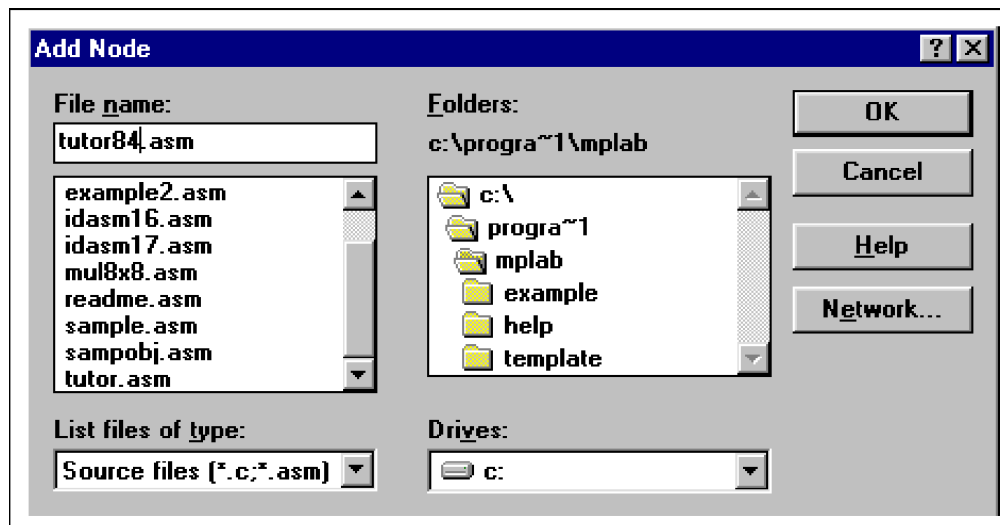 Add Node
File name:
tutor84.asm
example2.asm
idasm16.asm
idasm17.asm
mul8x8.asm
readme.asm
sample.asm
sampobj.asm
tutor.asm
List files of type:
Source files (*.c;*.asm)
Folders:
c:\progra~1\mplab
c:\
progra~1
mplab
example
help
template
Drives:
c:
OK
Cancel
Help
Network...